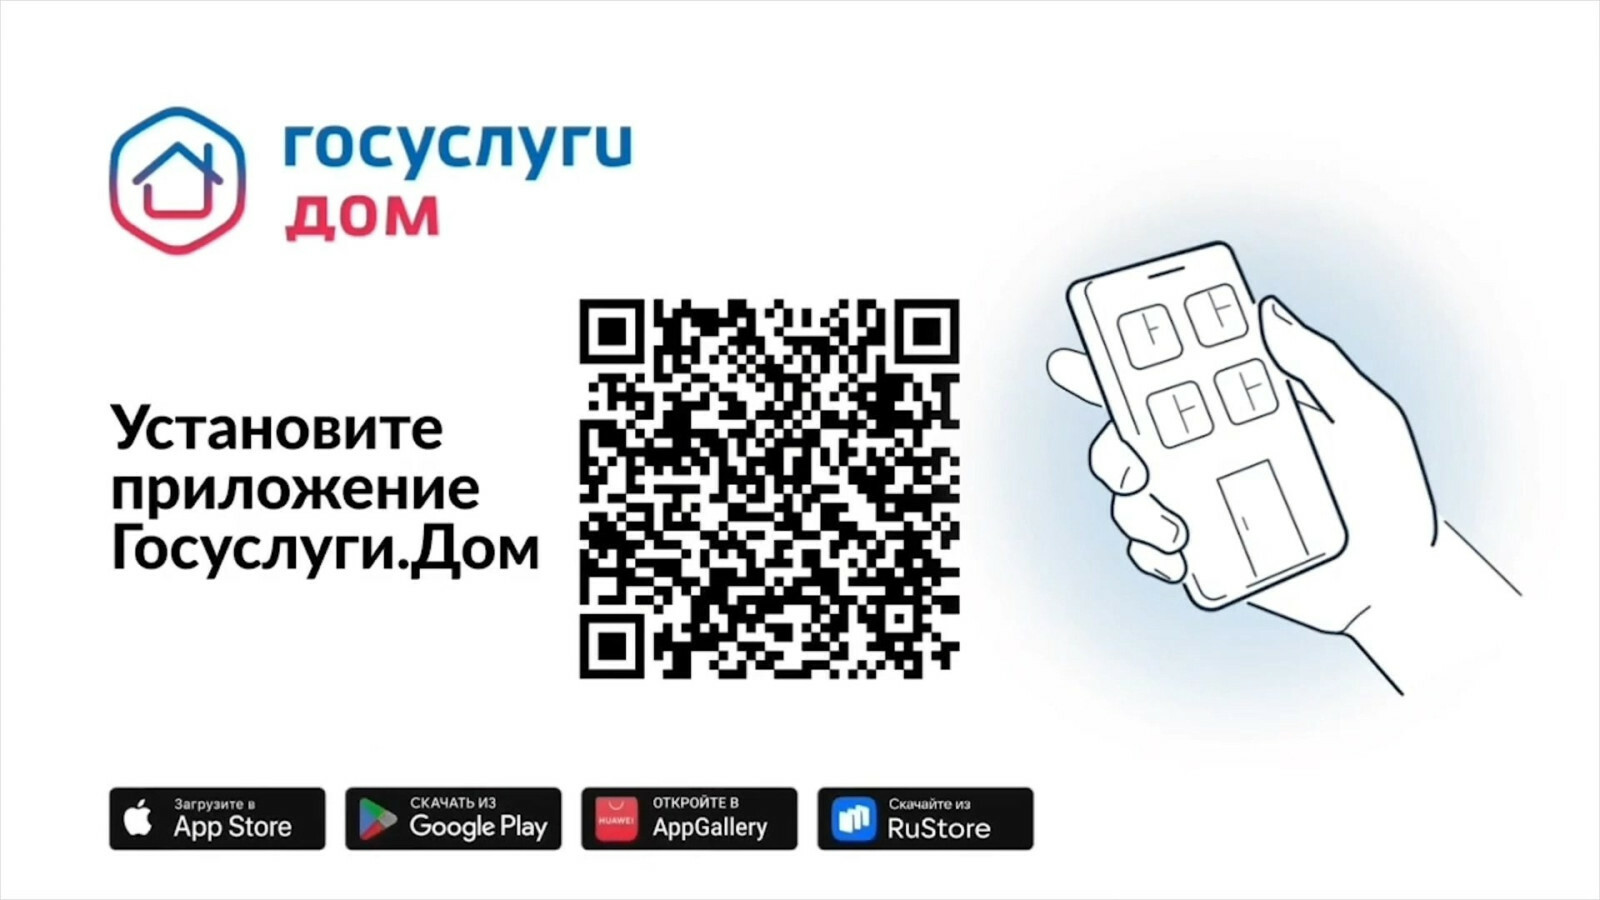 госуслуги
дом
Установите
приложение
Госуслуги.Дом
Загрузите в
App Store
СКАЧАТЬ ИЗ
Google Play
HUAWEI
ОТКРОЙТЕ В
AppGallery
Скачайте из
RuStore